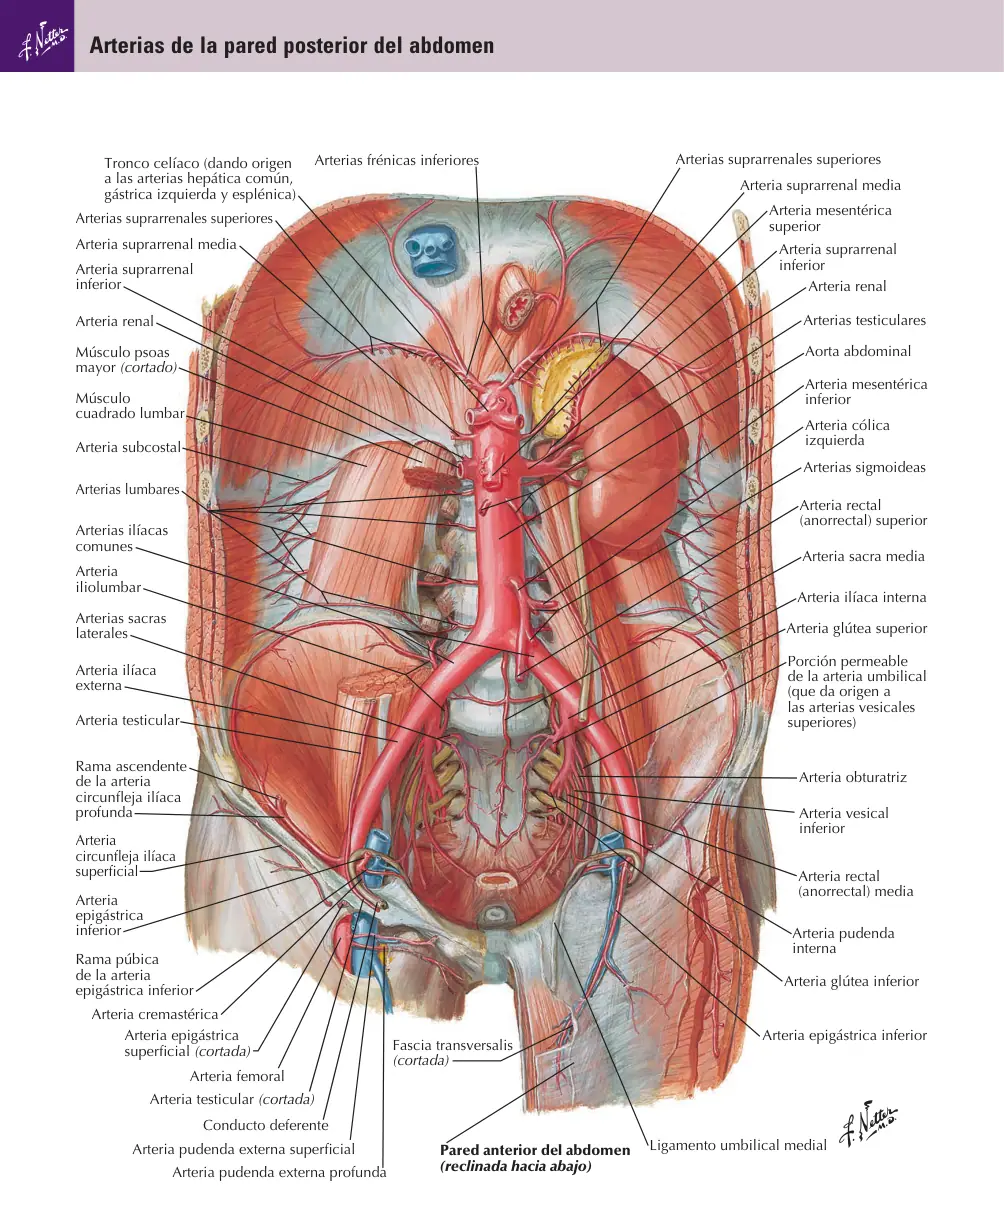 F. Netter M.D.
Arterias de la pared posterior del abdomen
Tronco celíaco (dando origen
a las arterias hepática común,
gástrica izquierda y esplénica)
Arterias frénicas inferiores
Arterias suprarrenales superiores
Arteria suprarrenal media
Arteria mesentérica
superior
Arteria suprarrenal
inferior
Arteria renal
Arterias testiculares
Aorta abdominal
Arteria mesentérica
inferior
Arteria cólica
izquierda
Arterias sigmoideas
Arteria rectal
(anorrectal) superior
Arteria sacra media
Arteria ilíaca interna
Arteria glútea superior
Porción permeable
de la arteria umbilical
(que da origen a
las arterias vesicales
superiores)
Arteria obturatriz
Arteria vesical
inferior
Arteria rectal
(anorrectal) media
Arteria pudenda
interna
Arteria glútea inferior
Arteria epigástrica inferior
Arterias suprarrenales superiores
Arteria suprarrenal media
Arteria suprarrenal
inferior
Arteria renal
Músculo psoas
mayor (cortado)
Músculo
cuadrado lumbar
Arteria subcostal
Arterias lumbares
Arterias ilíacas
comunes
Arteria
iliolumbar
Arterias sacras
laterales
Arteria ilíaca
externa
Arteria testicular
Rama ascendente
de la arteria
circunfleja ilíaca
profunda
Arteria
circunfleja ilíaca
superficial
Arteria
epigástrica
inferior
Rama púbica
de la arteria
epigástrica inferior
Arteria cremastérica
Arteria epigástrica
superficial (cortada)
Arteria femoral
Arteria testicular (cortada)
Conducto deferente
Arteria pudenda externa superficial
Arteria pudenda externa profunda
Fascia transversalis
(cortada)
Pared anterior del abdomen
(reclinada hacia abajo)
Ligamento umbilical medial
F. Netter M.D.